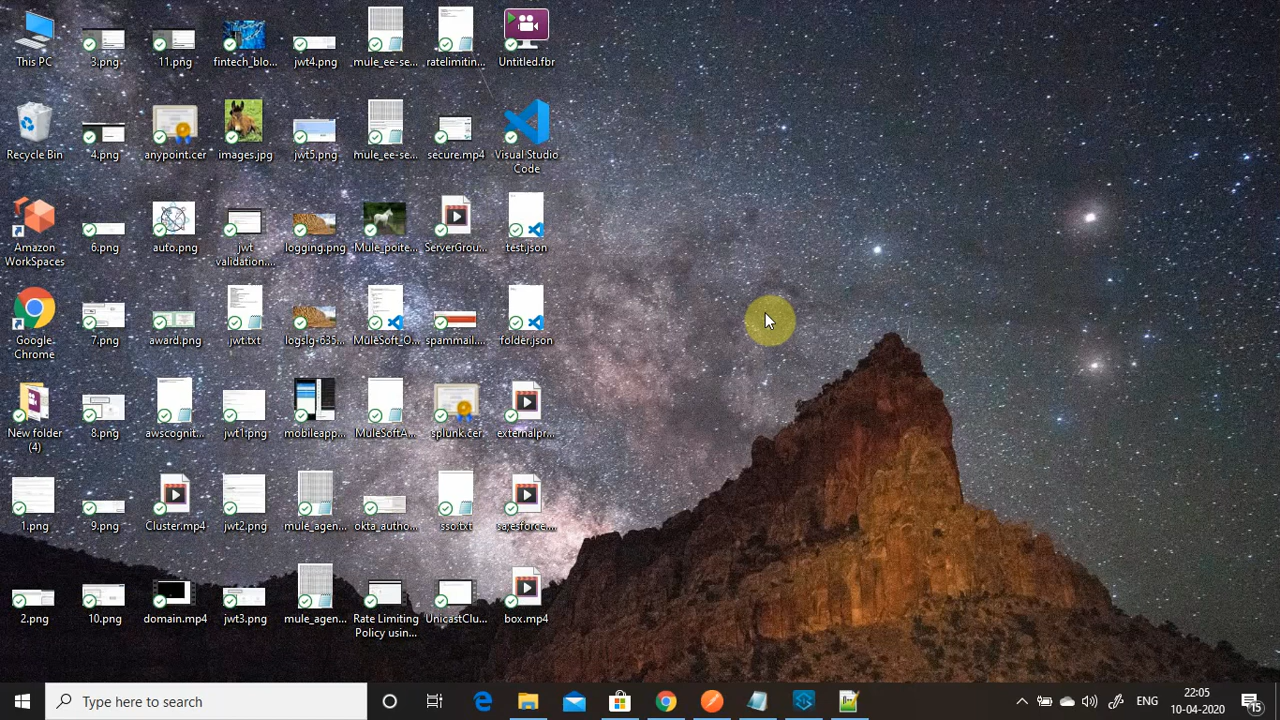 This PC
3.png
11.png
fintech_blo...
jwt4.png
mule_ee-se...
ratelimitin...
Untitled.fbr
Recycle Bin
4.png
anypoint.cer
images.jpg
jwt5.png
mule_ee-se...
secure.mp4
Visual Studio
Code
Amazon
WorkSpaces
6.png
auto.png
jwt
validation....
logging.png
Mule_poite...
ServerGrou...
test.json
Google
Chrome
7.png
award.png
jwt.txt
logslg-635...
MuleSoft_O...
spammail....
folder.json
New folder
(4)
8.png
awscognit...
jwt1.png
mobileapp...
MuleSoftA...
splunk.cer
externalpr...
1.png
9.png
Cluster.mp4
jwt2.png
mule_agen...
okta_autho...
sso.txt
sa;esforce....
2.png
10.png
domain.mp4
jwt3.png
mule_agen...
Rate Limiting
Policy usin...
UnicastClu...
box.mp4
Type here to search
ENG
22:05
10-04-2020
15